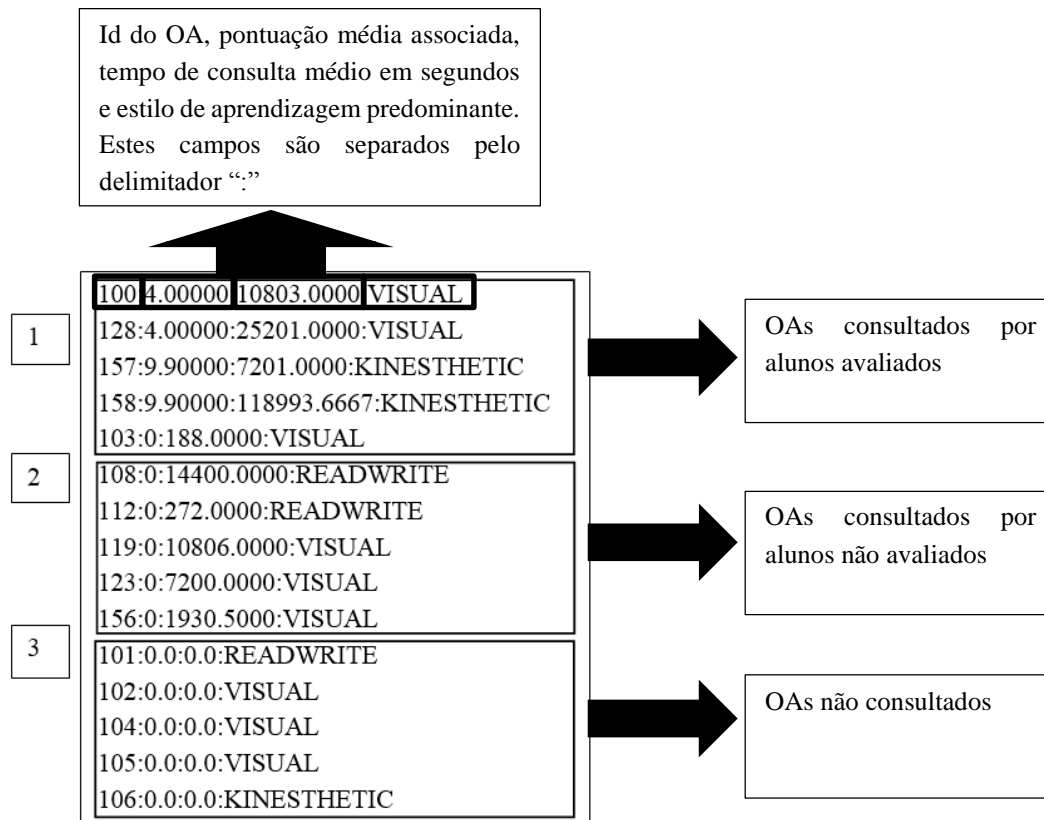 Id do OA, pontuação média associada,
tempo de consulta médio em segundos
e estilo de aprendizagem predominante.
Estes campos são separados pelo
delimitador “:”
100:4.00000:10803.0000:VISUAL
128:4.00000:25201.0000:VISUAL
157:9.90000:7201.0000:KINESTHETIC
158:9.90000:118993.6667:KINESTHETIC
103:0:188.0000:VISUAL
1
OAs consultados por
alunos avaliados
108:0:14400.0000:READWRITE
112:0:272.0000:READWRITE
119:0:10806.0000:VISUAL
123:0:7200.0000:VISUAL
156:0:1930.5000:VISUAL
2
OAs consultados por
alunos não avaliados
101:0.0:0.0:READWRITE
102:0.0:0.0:VISUAL
104:0.0:0.0:VISUAL
105:0.0:0.0:VISUAL
106:0.0:0.0:KINESTHETIC
3
OAs não consultados